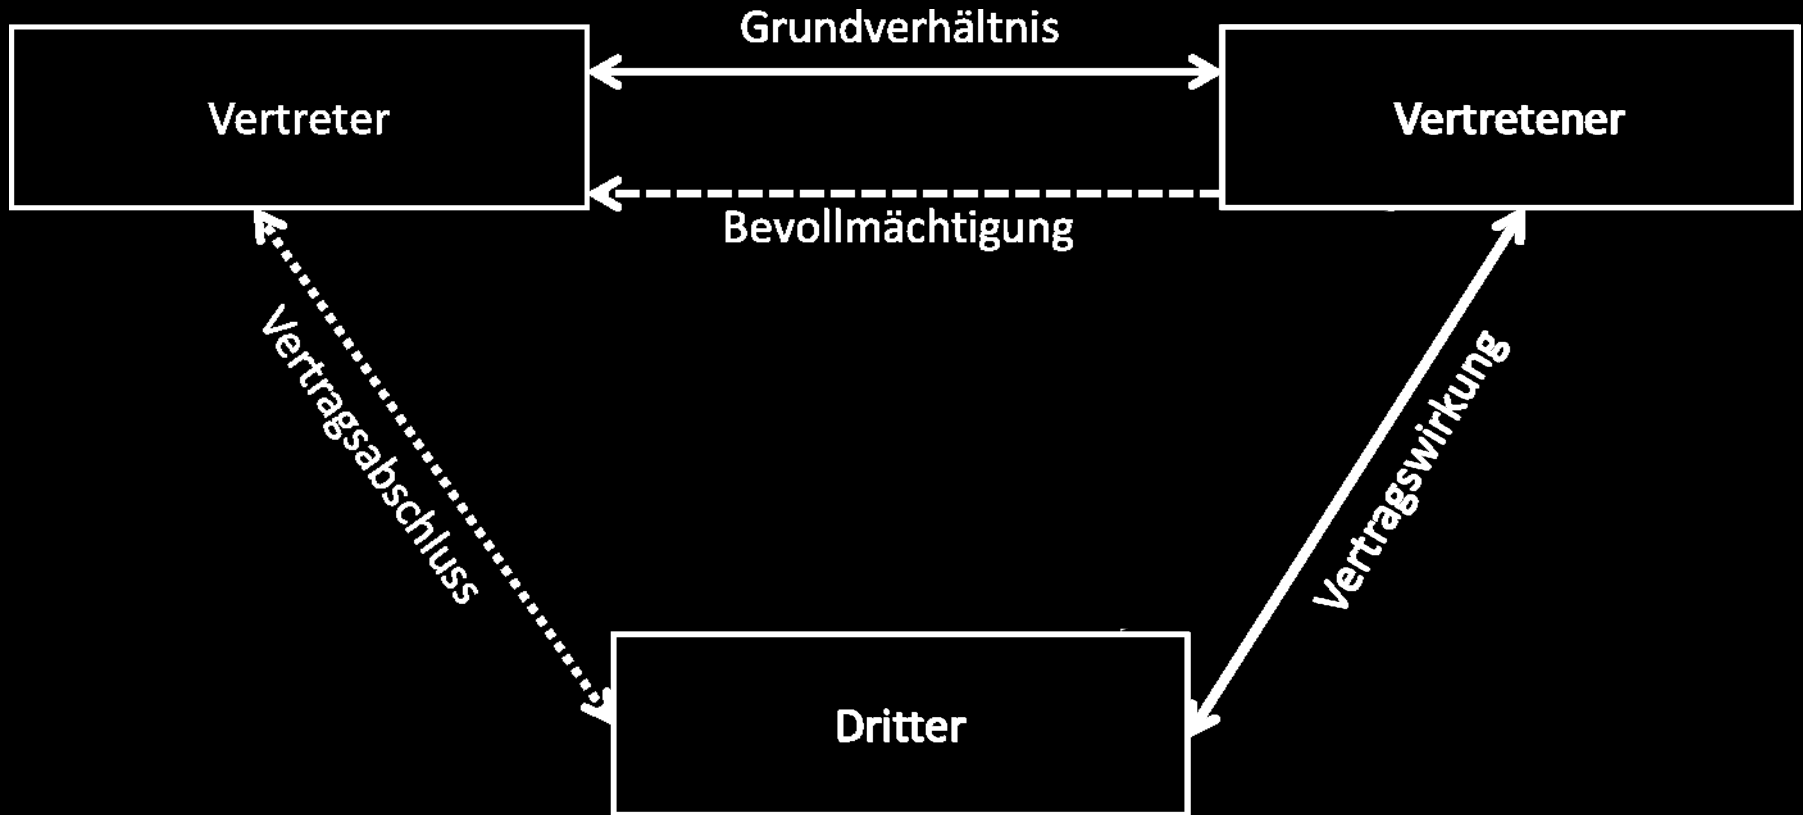 Grundverhältnis
Vertreter
Vertretener
Bevollmächtigung
Vertragsabschluss
Vertragswirkung
Dritter